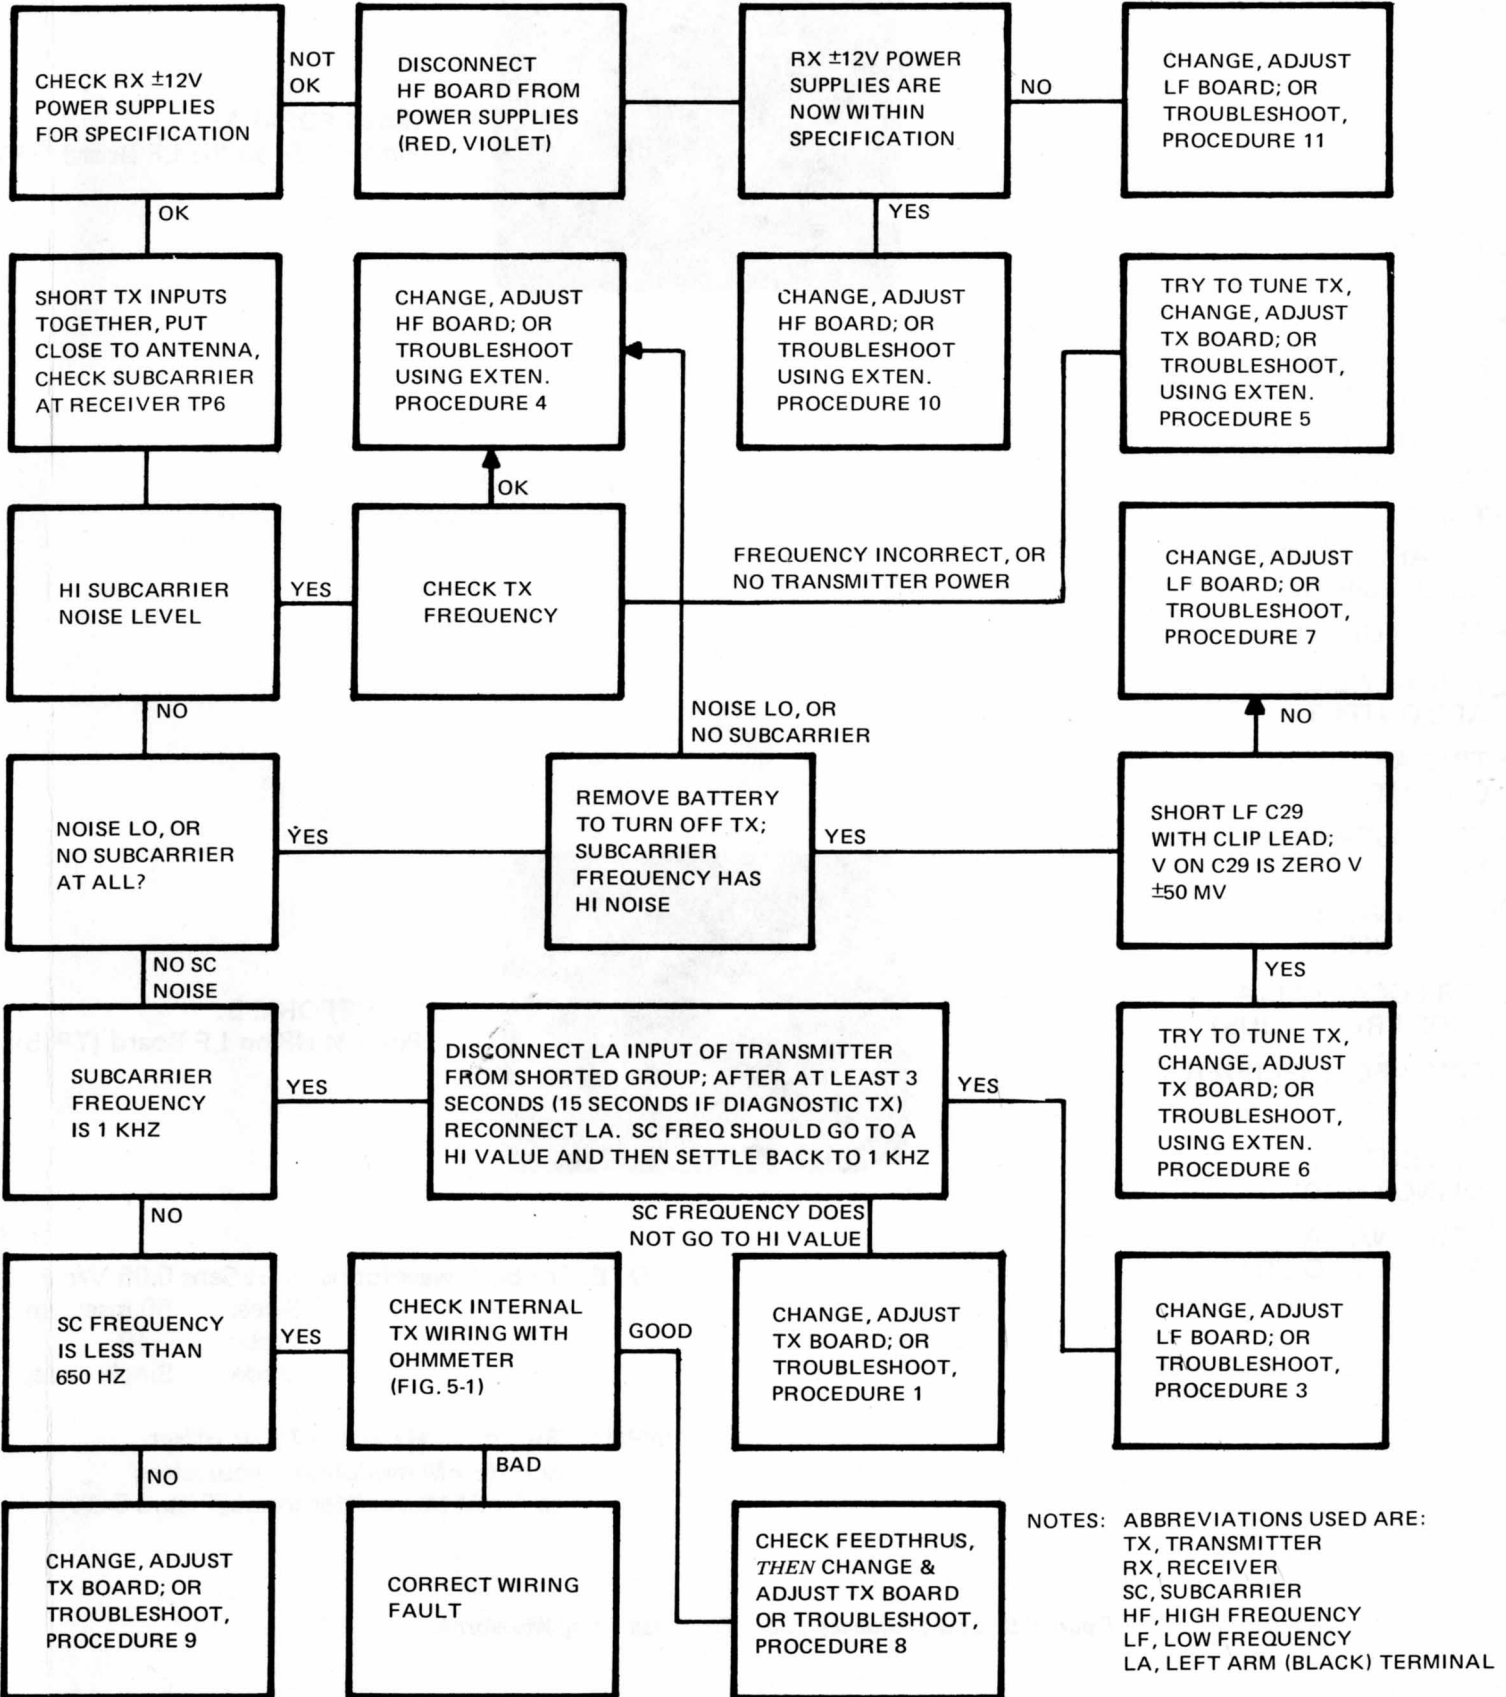 CHECK RX ±12V
POWER SUPPLIES
FOR SPECIFICATION
NOT
OK
DISCONNECT
HF BOARD FROM
POWER SUPPLIES
(RED, VIOLET)
RX ±12V POWER
SUPPLIES ARE
NOW WITHIN
SPECIFICATION
NO
CHANGE, ADJUST
LF BOARD; OR
TROUBLESHOOT,
PROCEDURE 11
OK
YES
SHORT TX INPUTS
TOGETHER, PUT
CLOSE TO ANTENNA,
CHECK SUBCARRIER
AT RECEIVER TP6
CHANGE, ADJUST
HF BOARD; OR
TROUBLESHOOT
USING EXTEN.
PROCEDURE 4
CHANGE, ADJUST
HF BOARD; OR
TROUBLESHOOT
USING EXTEN.
PROCEDURE 10
TRY TO TUNE TX,
CHANGE, ADJUST
TX BOARD; OR
TROUBLESHOOT,
USING EXTEN.
PROCEDURE 5
OK
HI SUBCARRIER
NOISE LEVEL
YES
CHECK TX
FREQUENCY
FREQUENCY INCORRECT, OR
NO TRANSMITTER POWER
CHANGE, ADJUST
LF BOARD; OR
TROUBLESHOOT,
PROCEDURE 7
NO
NOISE LO, OR
NO SUBCARRIER
NO
NOISE LO, OR
NO SUBCARRIER
AT ALL?
YES
REMOVE BATTERY
TO TURN OFF TX;
SUBCARRIER
FREQUENCY HAS
HI NOISE
YES
SHORT LF C29
WITH CLIP LEAD;
V ON C29 IS ZERO V
±50 MV
NO SC
NOISE
YES
SUBCARRIER
FREQUENCY
IS 1 KHZ
YES
DISCONNECT LA INPUT OF TRANSMITTER
FROM SHORTED GROUP; AFTER AT LEAST 3
SECONDS (15 SECONDS IF DIAGNOSTIC TX)
RECONNECT LA. SC FREQ SHOULD GO TO A
HI VALUE AND THEN SETTLE BACK TO 1 KHZ
YES
TRY TO TUNE TX,
CHANGE, ADJUST
TX BOARD; OR
TROUBLESHOOT,
USING EXTEN.
PROCEDURE 6
NO
SC FREQUENCY DOES
NOT GO TO HI VALUE
SC FREQUENCY
IS LESS THAN
650 HZ
YES
CHECK INTERNAL
TX WIRING WITH
OHMMETER
(FIG. 5-1)
GOOD
CHANGE, ADJUST
TX BOARD; OR
TROUBLESHOOT,
PROCEDURE 1
CHANGE, ADJUST
LF BOARD; OR
TROUBLESHOOT,
PROCEDURE 3
NO
BAD
CHANGE, ADJUST
TX BOARD; OR
TROUBLESHOOT,
PROCEDURE 9
CORRECT WIRING
FAULT
CHECK FEEDTHRUS,
THEN CHANGE &
ADJUST TX BOARD
OR TROUBLESHOOT,
PROCEDURE 8
NOTES: ABBREVIATIONS USED ARE:
TX, TRANSMITTER
RX, RECEIVER
SC, SUBCARRIER
HF, HIGH FREQUENCY
LF, LOW FREQUENCY
LA, LEFT ARM (BLACK) TERMINAL